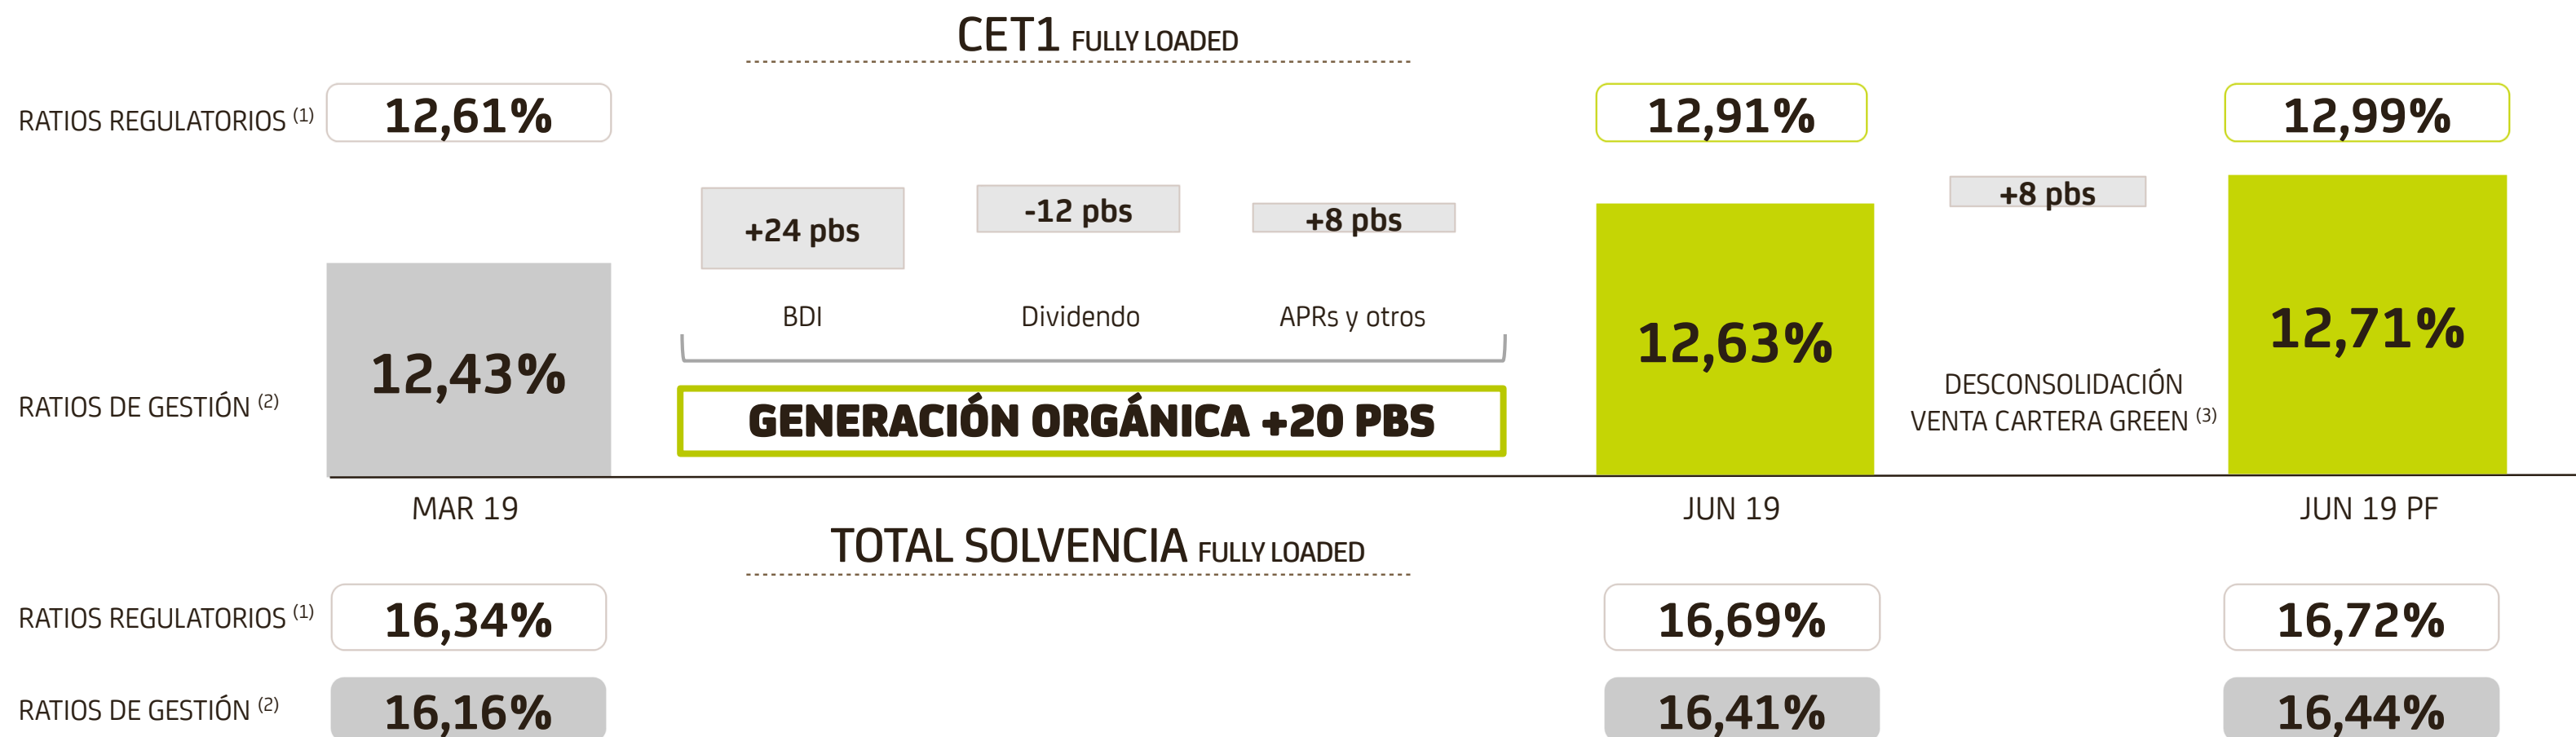 CET1 FULLY LOADED
RATIOS REGULATORIOS (1) 12,61% 12,91% 12,99%
+24 pbs -12 pbs +8 pbs +8 pbs
BDI Dividendo APRs y otros
12,43% 12,63% 12,71%
RATIOS DE GESTIÓN (2)
GENERACIÓN ORGÁNICA +20 PBS
DESCONSOLIDACIÓN
VENTA CARTERA GREEN (3)
MAR 19 JUN 19 JUN 19 PF
TOTAL SOLVENCIA FULLY LOADED
RATIOS REGULATORIOS (1) 16,34% 16,69% 16,72%
RATIOS DE GESTIÓN (2) 16,16% 16,41% 16,44%